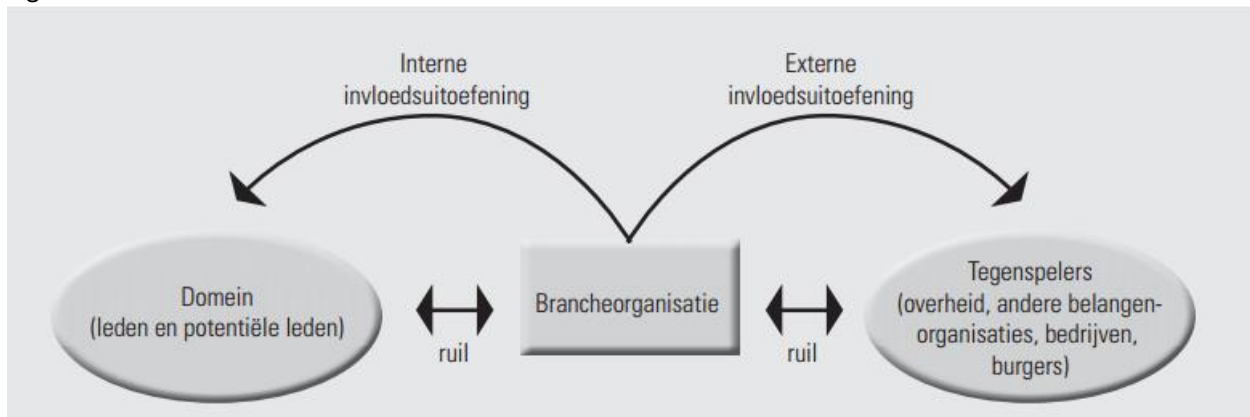 Interne
invloedsuitoefening
Externe
invloedsuitoefening
Domein
(leden en potentiële leden)
ruil
Brancheorganisatie
ruil
Tegenspelers
(overheid, andere belangen-
organisaties, bedrijven,
burgers)